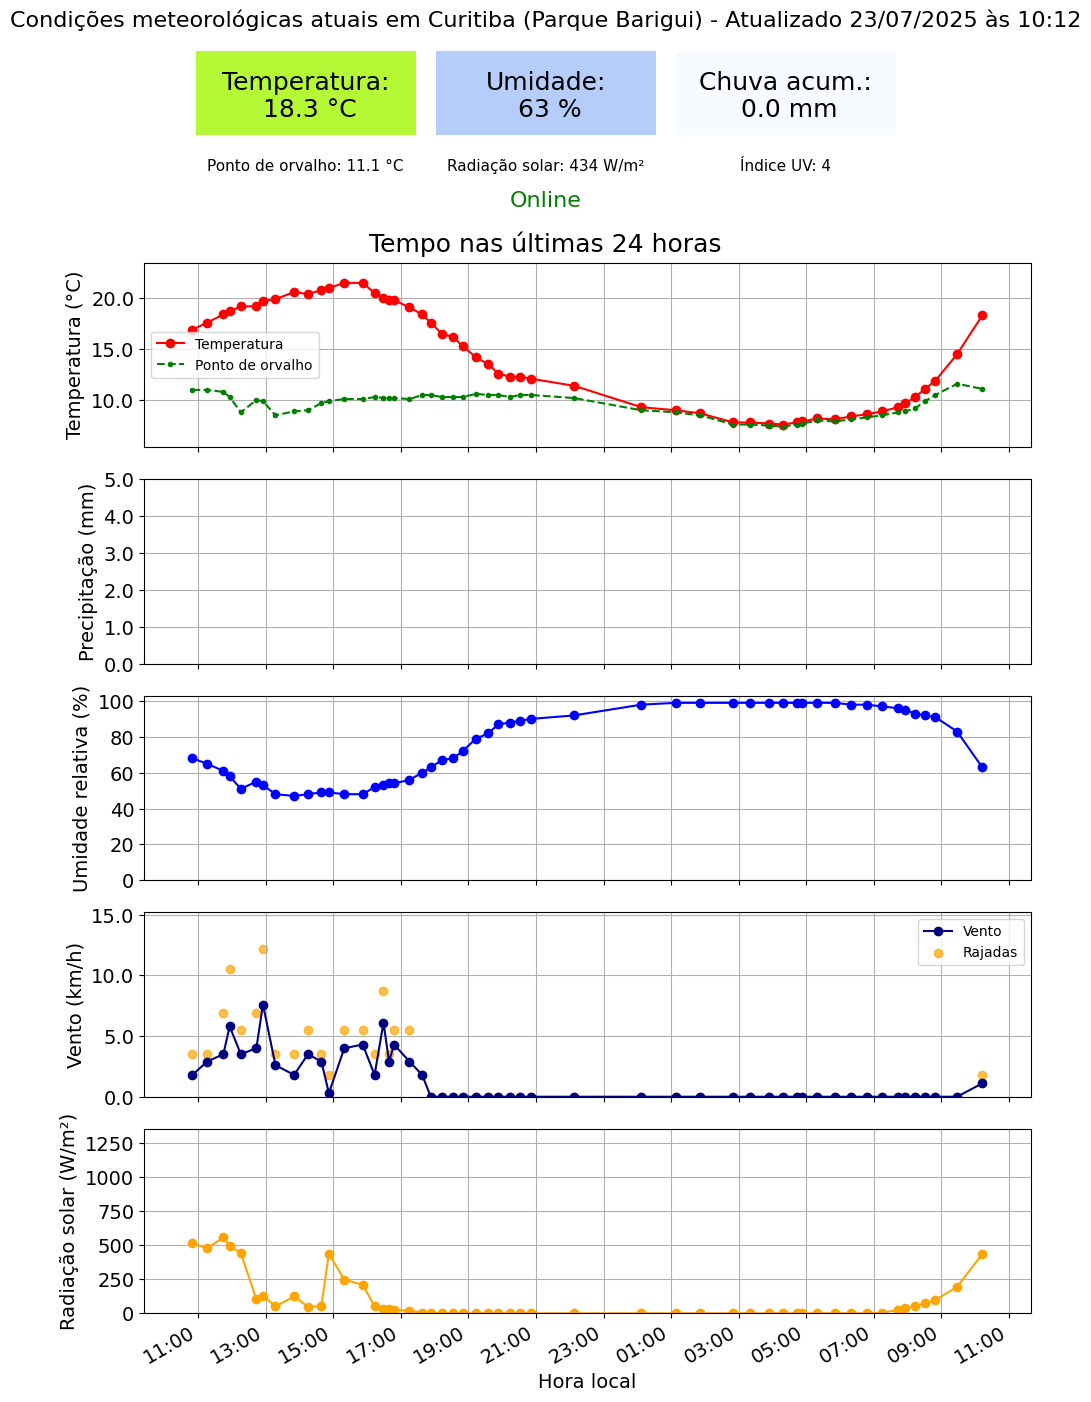 Condições meteorológicas atuais em Curitiba (Parque Barigui) - Atualizado 23/07/2025 às 10:12
Temperatura:
18.3 °C
Umidade:
63 %
Chuva acum.:
0.0 mm
Ponto de orvalho: 11.1 °C
Radiação solar: 434 W/m²
Índice UV: 4
Online
Tempo nas últimas 24 horas
Temperatura (°C)
20.0
15.0
10.0
Temperatura
Ponto de orvalho
Precipitação (mm)
5.0
4.0
3.0
2.0
1.0
0.0
Umidade relativa (%)
100
80
60
40
20
0
Vento (km/h)
15.0
10.0
5.0
0.0
Vento
Rajadas
Radiação solar (W/m²)
1250
1000
750
500
250
0
11:00
13:00
15:00
17:00
19:00
21:00
23:00
01:00
03:00
05:00
07:00
09:00
11:00
Hora local